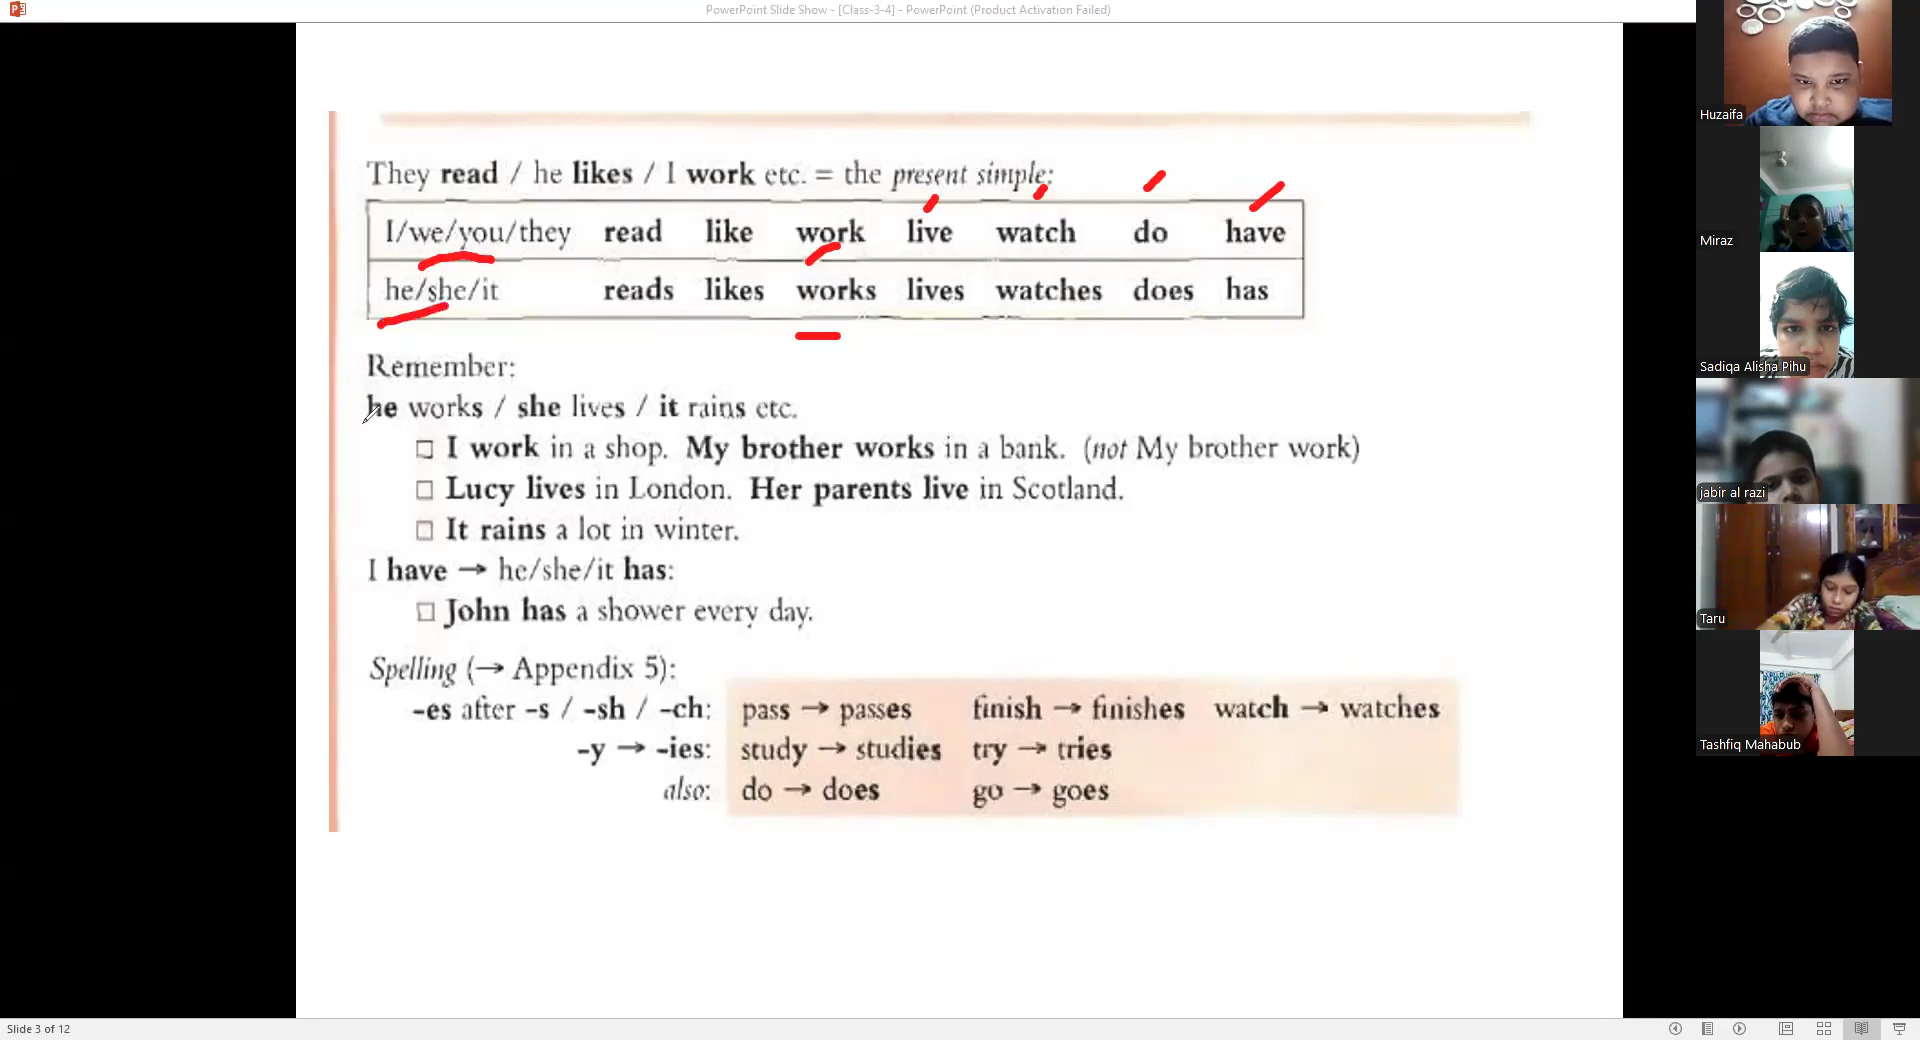 PowerPoint Slide Show - [Class-3-4] - PowerPoint (Product Activation Failed)
They read / he likes / I work etc. = the present simple:
I/we/you/they read like work live watch do have
he/she/it reads likes works lives watches does has
Remember:
he works / she lives / it rains etc.
□ I work in a shop. My brother works in a bank. (not My brother work)
□ Lucy lives in London. Her parents live in Scotland.
□ It rains a lot in winter.
I have → he/she/it has:
□ John has a shower every day.
Spelling (→ Appendix 5):
-es after -s / -sh / -ch: pass → passes finish → finishes watch → watches
-y → -ies: study → studies try → tries
also: do → does go → goes
Huzaifa
Miraz
Sadiqa Alisha Pihu
jabir al razi
Taru
Tashfiq Mahabub
Slide 3 of 12